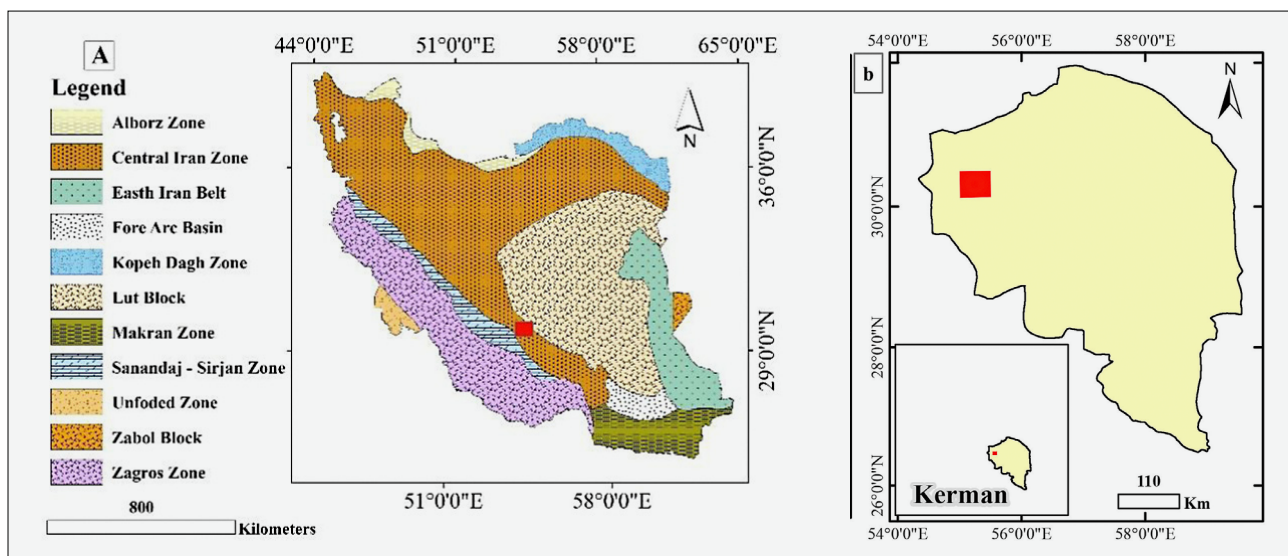 A
Legend
Alborz Zone
Central Iran Zone
Easth Iran Belt
Fore Arc Basin
Kopeh Dagh Zone
Lut Block
Makran Zone
Sanandaj - Sirjan Zone
Unfoded Zone
Zabol Block
Zagros Zone
800
Kilometers
44°0'0"E 51°0'0"E 58°0'0"E 65°0'0"E
N
36°0'0"N
29°0'0"N
51°0'0"E 58°0'0"E
b
54°0'0"E 56°0'0"E 58°0'0"E
N
30°0'0"N
28°0'0"N
26°0'0"N
Kerman
110
Km
54°0'0"E 56°0'0"E 58°0'0"E